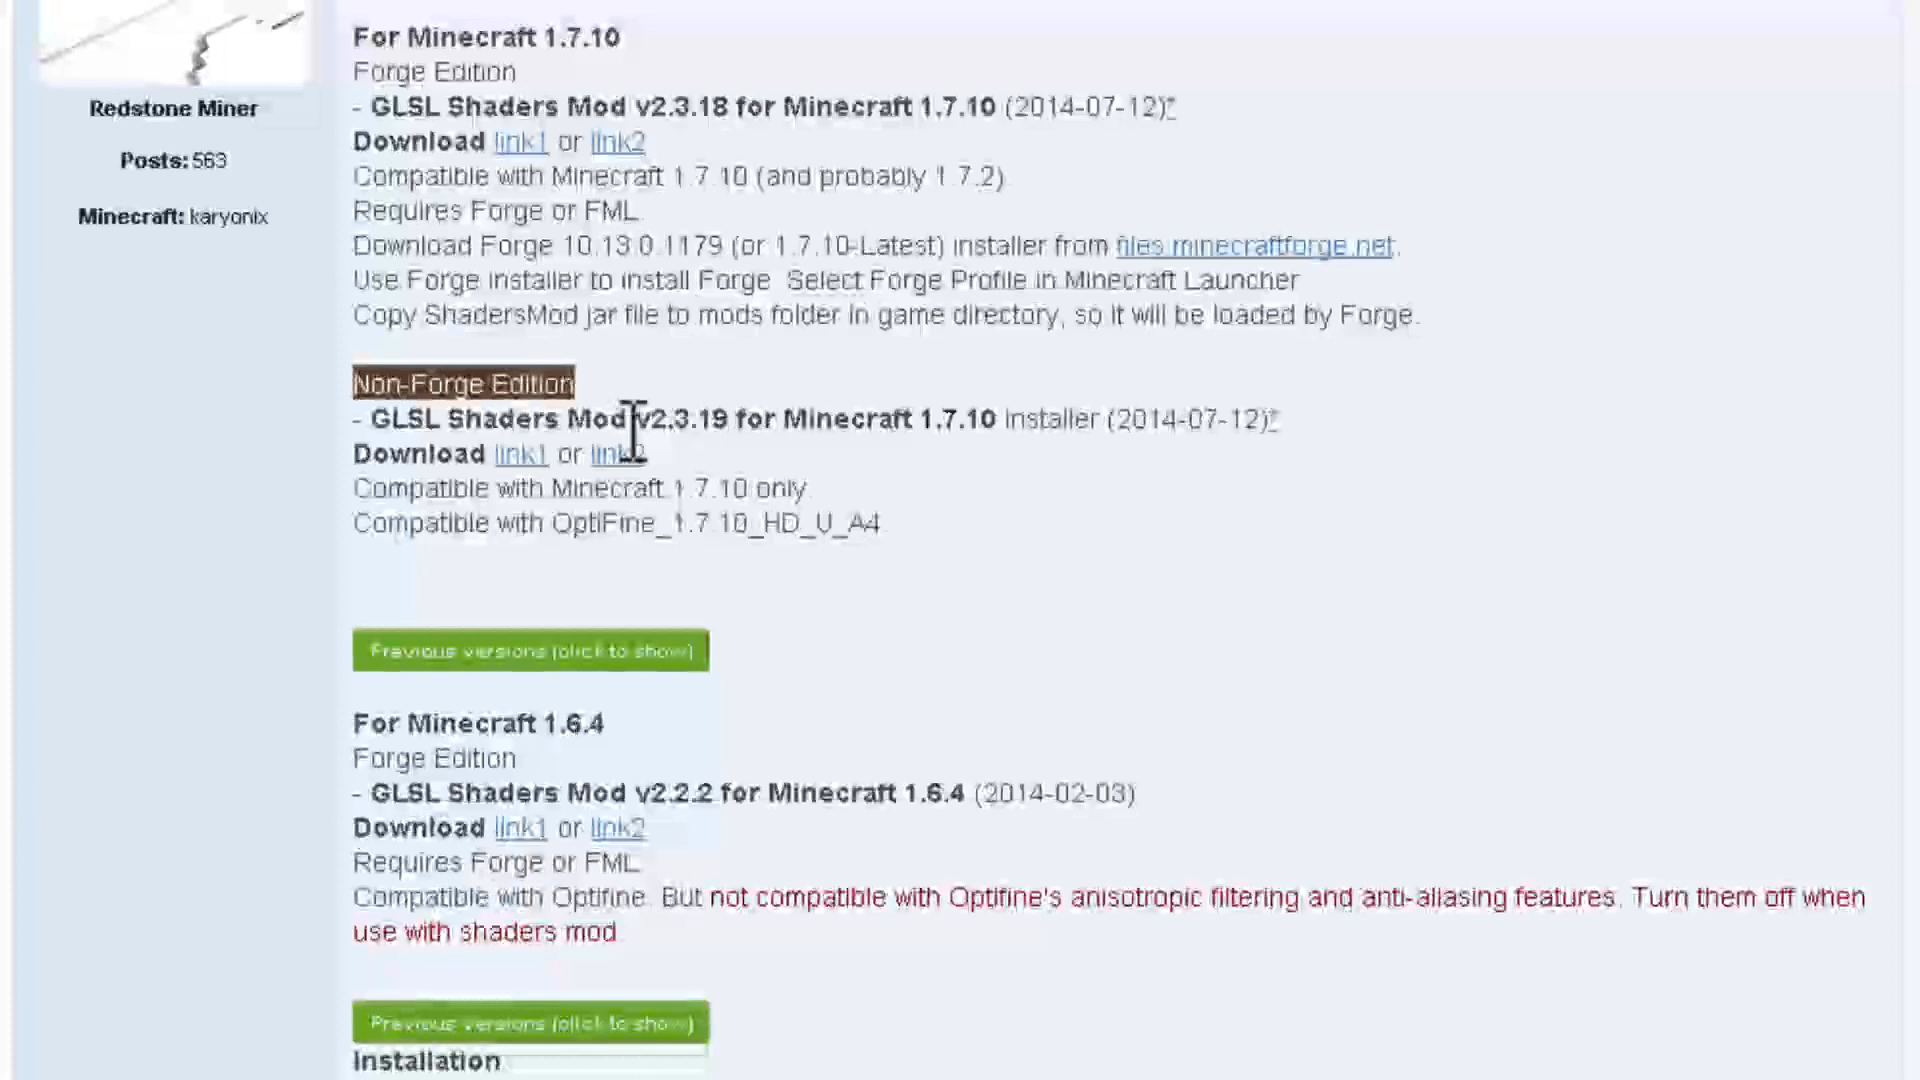 Redstone Miner
Posts: 563
Minecraft: karyonix
For Minecraft 1.7.10
Forge Edition
- GLSL Shaders Mod v2.3.18 for Minecraft 1.7.10 (2014-07-12)*
Download link1 or link2
Compatible with Minecraft 1.7.10 (and probably 1.7.2)
Requires Forge or FML
Download Forge 10.13.0.1179 (or 1.7.10-Latest) installer from files.minecraftforge.net.
Use Forge installer to install Forge. Select Forge Profile in Minecraft Launcher
Copy ShadersMod jar file to mods folder in game directory, so it will be loaded by Forge.
Non-Forge Edition
- GLSL Shaders Mod v2.3.19 for Minecraft 1.7.10 installer (2014-07-12)*
Download link1 or link2
Compatible with Minecraft 1.7.10 only
Compatible with OptiFine_1.7.10_HD_U_A4
Previous versions (click to show)
For Minecraft 1.6.4
Forge Edition
- GLSL Shaders Mod v2.2.2 for Minecraft 1.6.4 (2014-02-03)
Download link1 or link2
Requires Forge or FML
Compatible with Optifine. But not compatible with Optifine's anisotropic filtering and anti-aliasing features. Turn them off when
use with shaders mod
Previous versions (click to show)
Installation